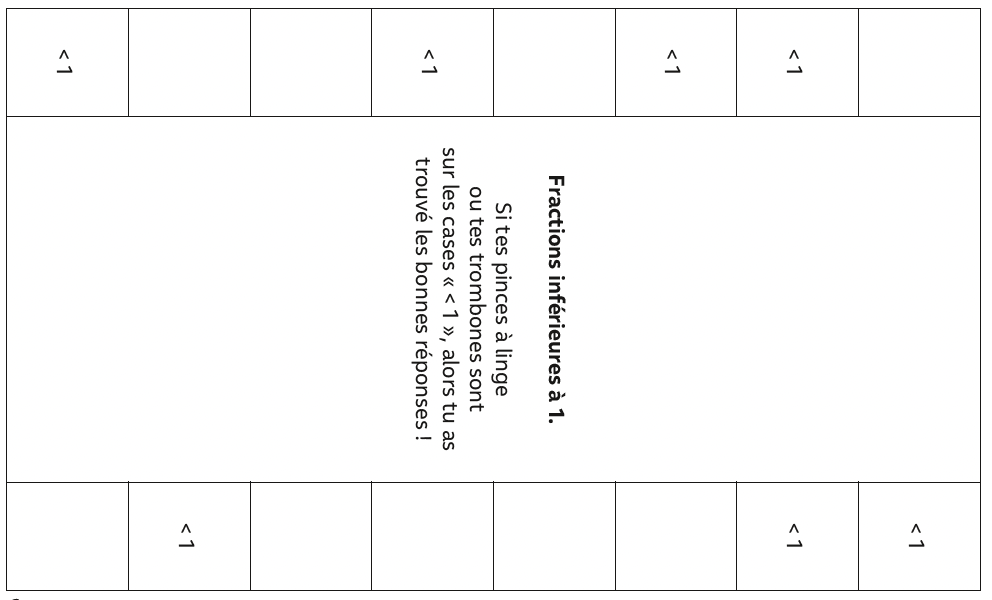 < 1
< 1
< 1
< 1
Fractions inférieures à 1.
Si tes pinces à linge
ou tes trombones sont
sur les cases « < 1 », alors tu as
trouvé les bonnes réponses !
< 1
< 1
< 1